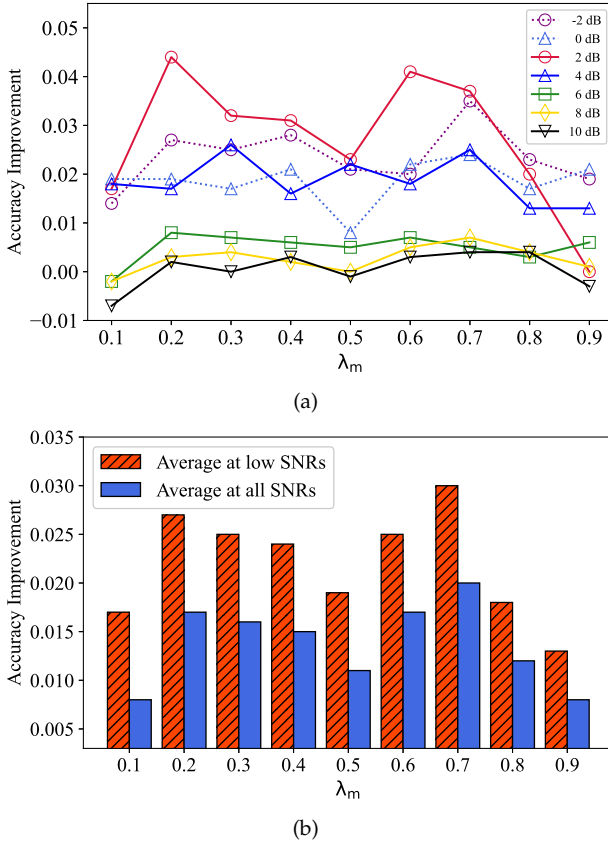 0.05
0.04
0.03
0.02
0.01
0.00
−0.01
Accuracy Improvement
-2 dB
0 dB
2 dB
4 dB
6 dB
8 dB
10 dB
0.1 0.2 0.3 0.4 0.5 0.6 0.7 0.8 0.9
λm
(a)
0.035
0.030
0.025
0.020
0.015
0.010
0.005
Accuracy Improvement
Average at low SNRs
Average at all SNRs
0.1 0.2 0.3 0.4 0.5 0.6 0.7 0.8 0.9
λm
(b)